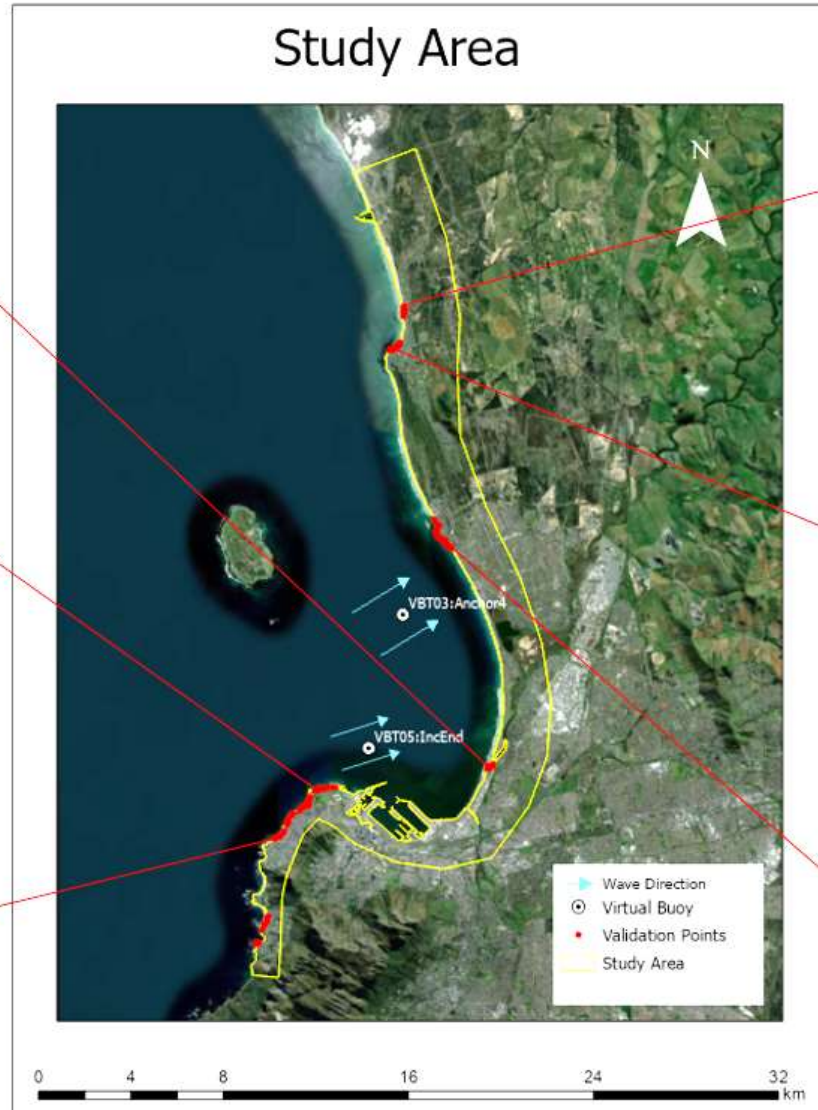 Study Area
N
VBT03:Anchor4
VBT05:IncEnd
Wave Direction
Virtual Buoy
Validation Points
Study Area
0 4 8 16 24 32
km